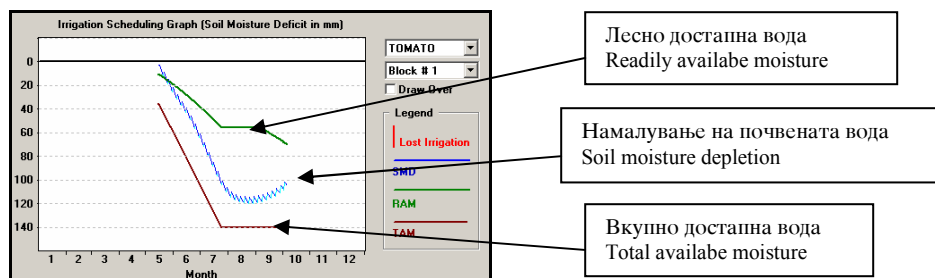 Irrigation Scheduling Graph (Soil Moisture Deficit in mm)
0
20
40
60
80
100
120
140
1 2 3 4 5 6 7 8 9 10 11 12
Month
TOMATO
Block # 1
Draw Over
Legend
Lost Irrigation
SMD
RAM
TAM
Лесно достапна вода
Readily availabe moisture
Намалување на почвената вода
Soil moisture depletion
Вкупно достапна вода
Total availabe moisture